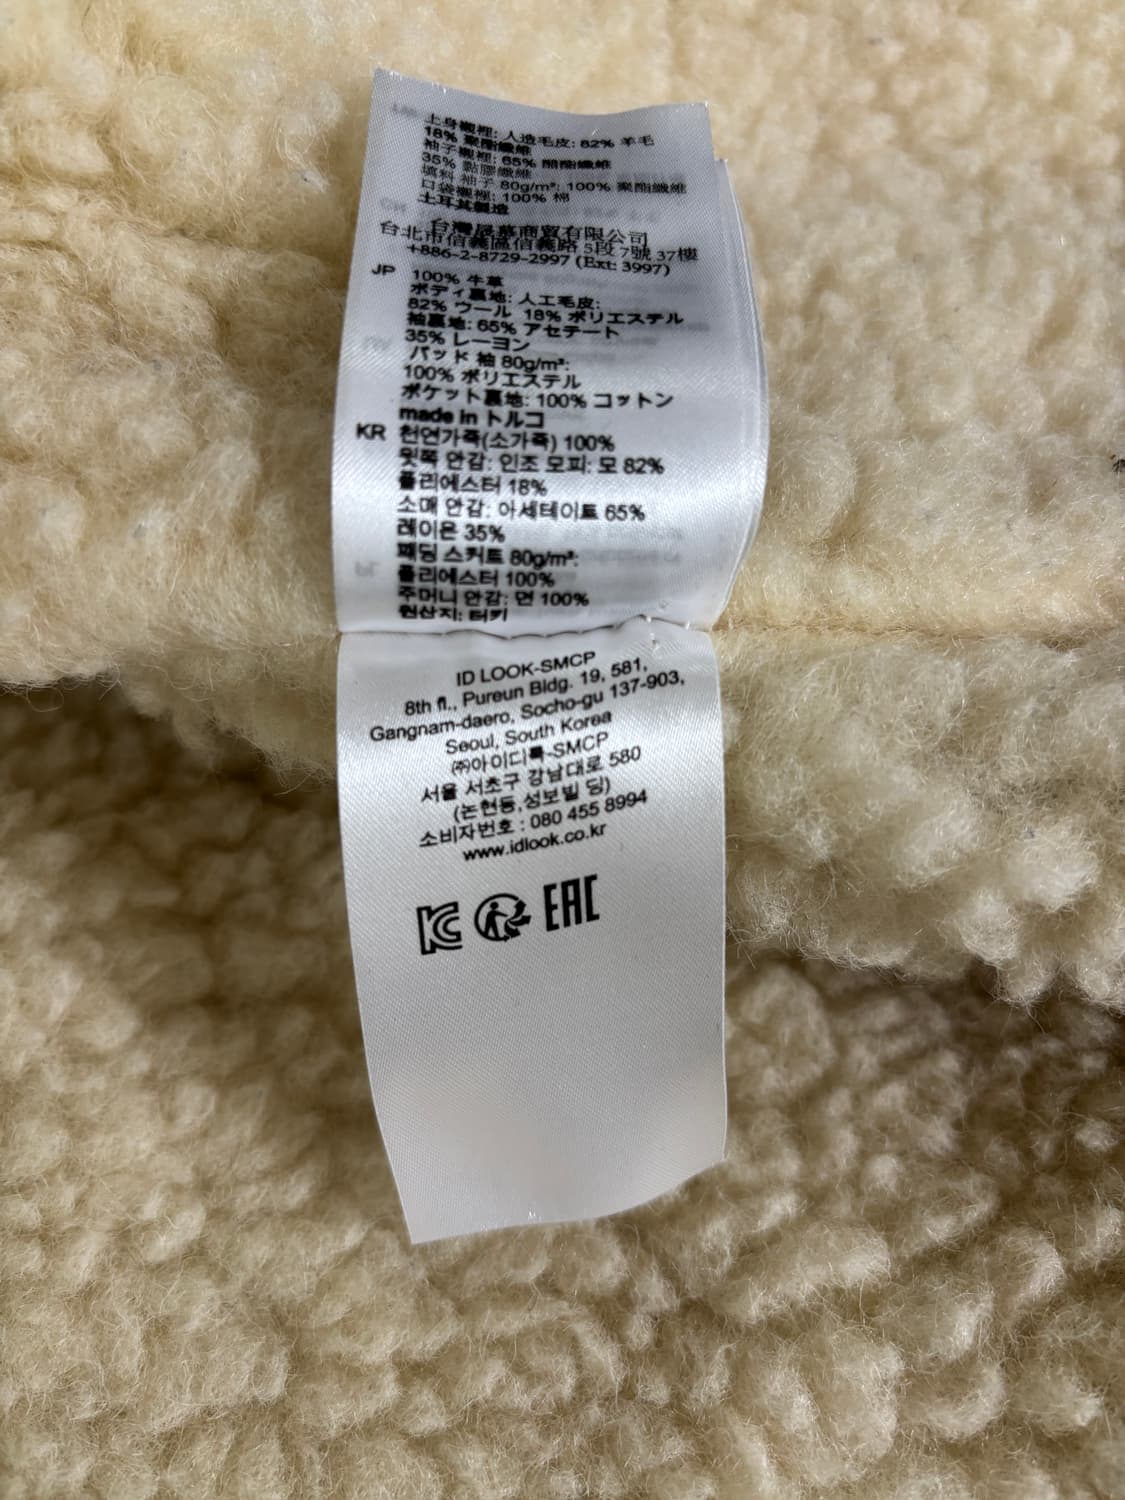 上身襯裡: 人造毛皮: 82% 羊毛
18% 聚酯纖維
袖子襯裡: 65% 醋酯纖維
35% 黏膠纖維
填料 袖子 80g/m²: 100% 聚酯纖維
口袋襯裡: 100% 棉
土耳其製造
台灣晟慕商貿有限公司
台北市信義區信義路 5段 7號 37樓
+886-2-8729-2997 (Ext: 3997)
JP 100% 牛革
ボディ裏地: 人工毛皮:
82% ウール 18% ポリエステル
袖裏地: 65% アセテート
35% レーヨン
パッド 袖 80g/m²:
100% ポリエステル
ポケット裏地: 100% コットン
made in トルコ
KR 천연가죽(소가죽) 100%
윗쪽 안감: 인조 모피: 모 82%
폴리에스터 18%
소매 안감: 아세테이트 65%
레이온 35%
패딩 스커트 80g/m²:
폴리에스터 100%
주머니 안감: 면 100%
원산지: 터키
ID LOOK-SMCP
8th fl., Pureun Bldg. 19, 581,
Gangnam-daero, Socho-gu 137-903,
Seoul, South Korea
㈜아이디룩-SMCP
서울 서초구 강남대로 580
(논현동,성보빌 딩)
소비자번호 : 080 455 8994
www.idlook.co.kr
KC EAC